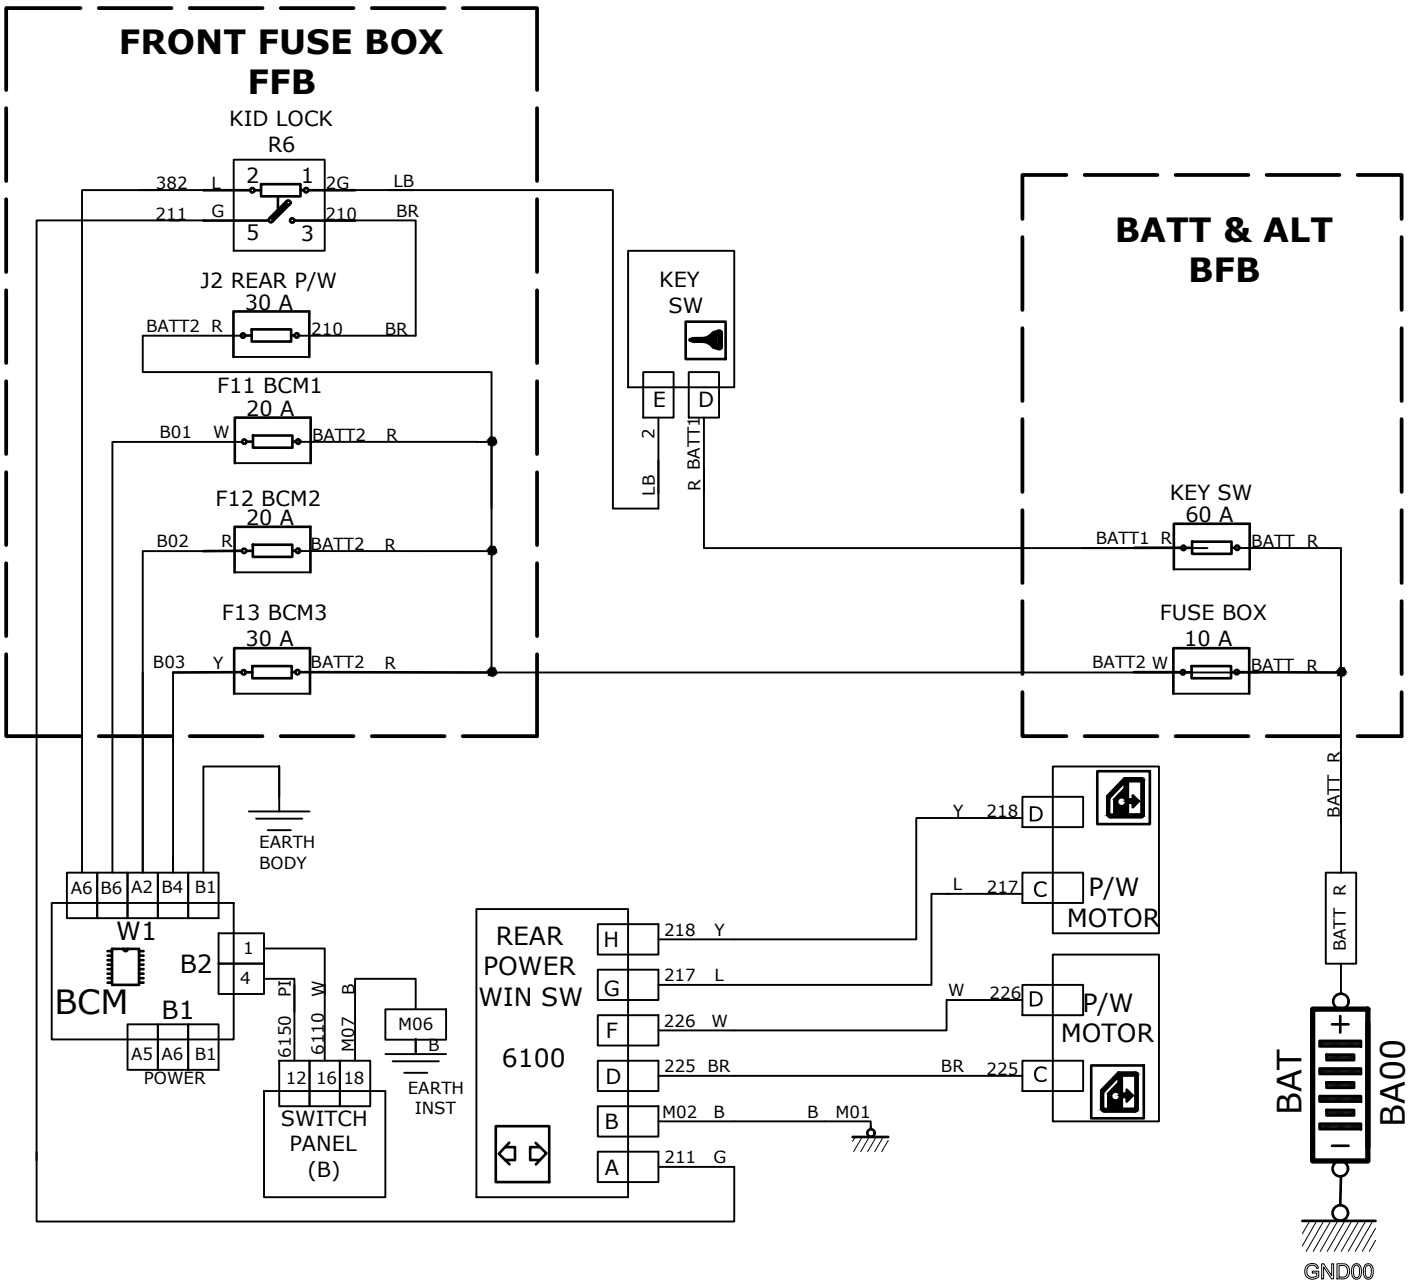 FRONT FUSE BOX
FFB
KID LOCK
R6
382 L 2 1 2G LB
211 G 5 3 210 BR
J2 REAR P/W
30 A
BATT2 R 210 BR
F11 BCM1
20 A
B01 W BATT2 R
F12 BCM2
20 A
B02 R BATT2 R
F13 BCM3
30 A
B03 Y BATT2 R
KEY
SW
E D
LB 2
R BATT1
BATT & ALT
BFB
KEY SW
60 A
BATT1 R BATT R
FUSE BOX
10 A
BATT2 W BATT R
BATT R
BATT R
BAT
+
−
BA00
GND00
EARTH
BODY
A6 B6 A2 B4 B1
W1
BCM
B2
1
4
B1
A5 A6 B1
POWER
6150 PI
6110 W
M07 B
M06
B
EARTH
INST
12 16 18
SWITCH
PANEL
(B)
REAR
POWER
WIN SW
6100
H 218 Y
G 217 L
F 226 W
D 225 BR
B M02 B B M01
A 211 G
Y 218 D
L 217 C
P/W
MOTOR
W 226 D
BR 225 C
P/W
MOTOR